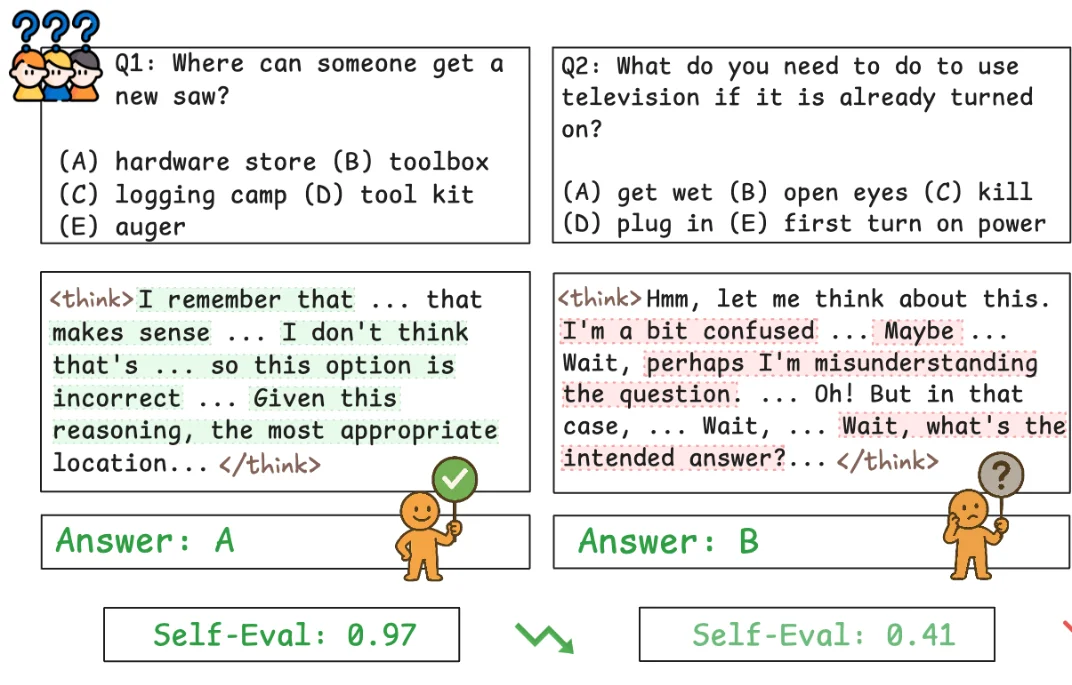 ???
Q1: Where can someone get a
new saw?
(A) hardware store (B) toolbox
(C) logging camp (D) tool kit
(E) auger
Q2: What do you need to do to use
television if it is already turned
on?
(A) get wet (B) open eyes (C) kill
(D) plug in (E) first turn on power
<think>I remember that ... that
makes sense ... I don't think
that's ... so this option is
incorrect ... Given this
reasoning, the most appropriate
location... </think>
<think>Hmm, let me think about this.
I'm a bit confused ... Maybe ...
Wait, perhaps I'm misunderstanding
the question. ... Oh! But in that
case, ... Wait, ... Wait, what's the
intended answer?... </think>
?
Answer: A
Answer: B
Self-Eval: 0.97
Self-Eval: 0.41